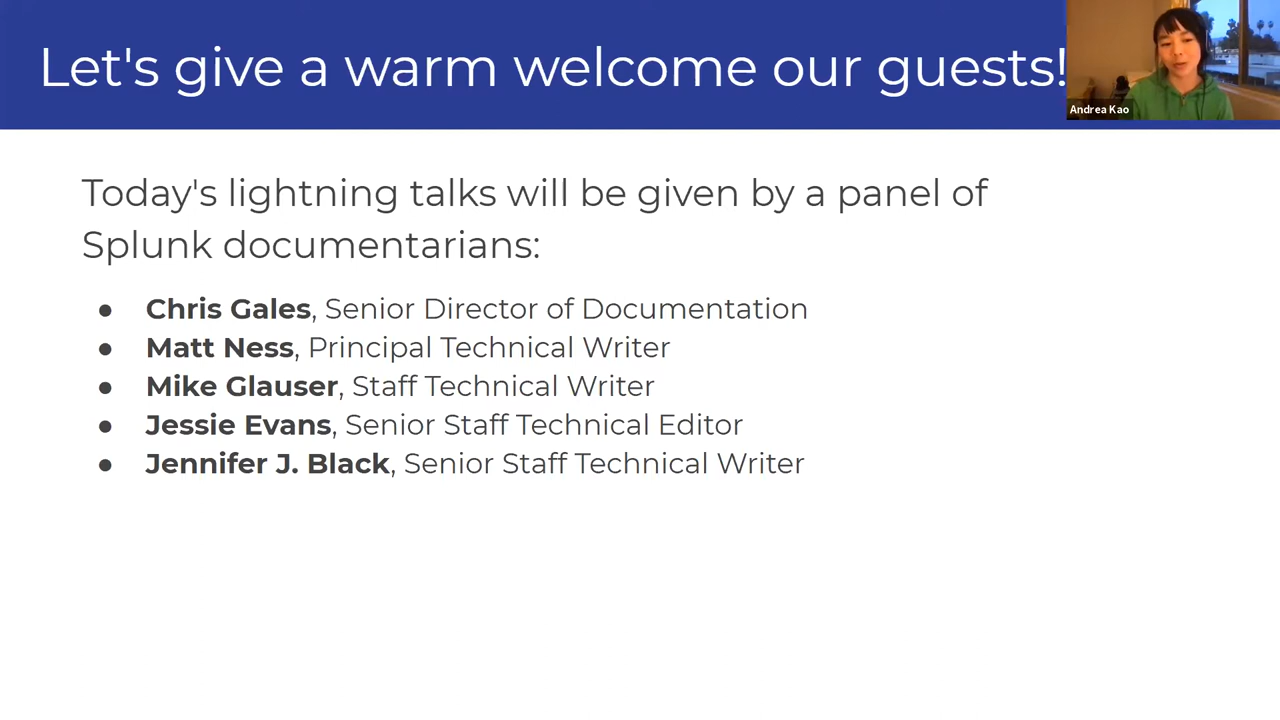 Let's give a warm welcome our guests!
Andrea Kao
Today's lightning talks will be given by a panel of
Splunk documentarians:
● Chris Gales, Senior Director of Documentation
● Matt Ness, Principal Technical Writer
● Mike Glauser, Staff Technical Writer
● Jessie Evans, Senior Staff Technical Editor
● Jennifer J. Black, Senior Staff Technical Writer